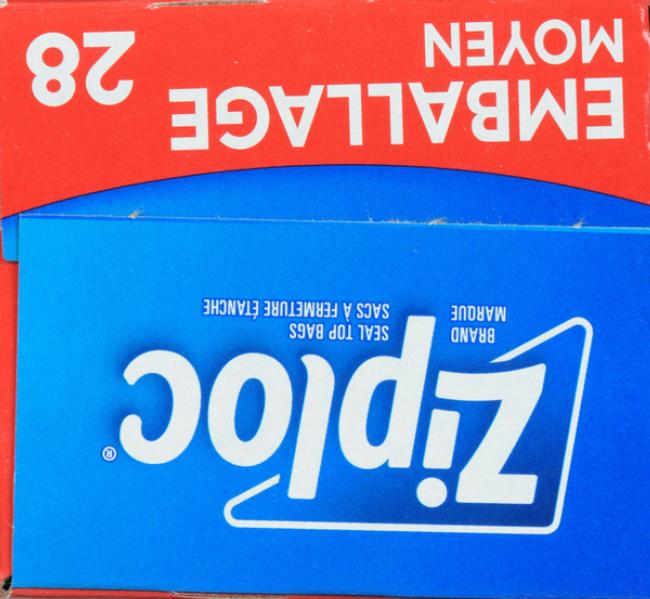 Ziploc®
BRAND SEAL TOP BAGS
MARQUE SACS À FERMETURE ÉTANCHE
EMBALLAGE
MOYEN 28